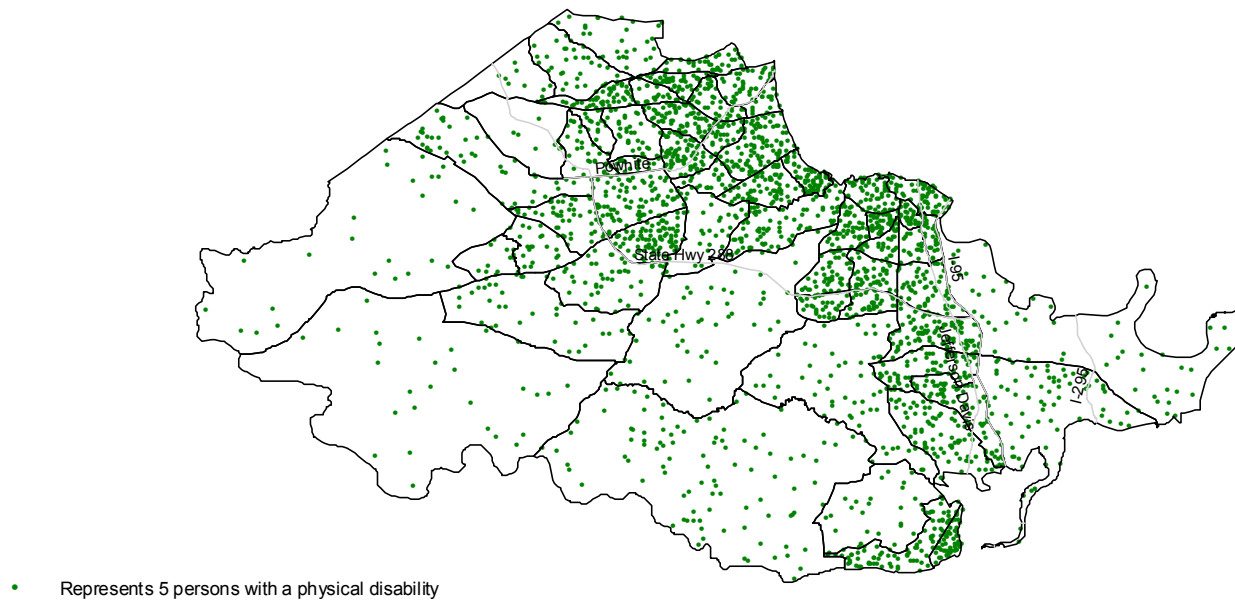 Powhite
State Hwy 288
I-95
Jefferson Davis
I-295
Represents 5 persons with a physical disability